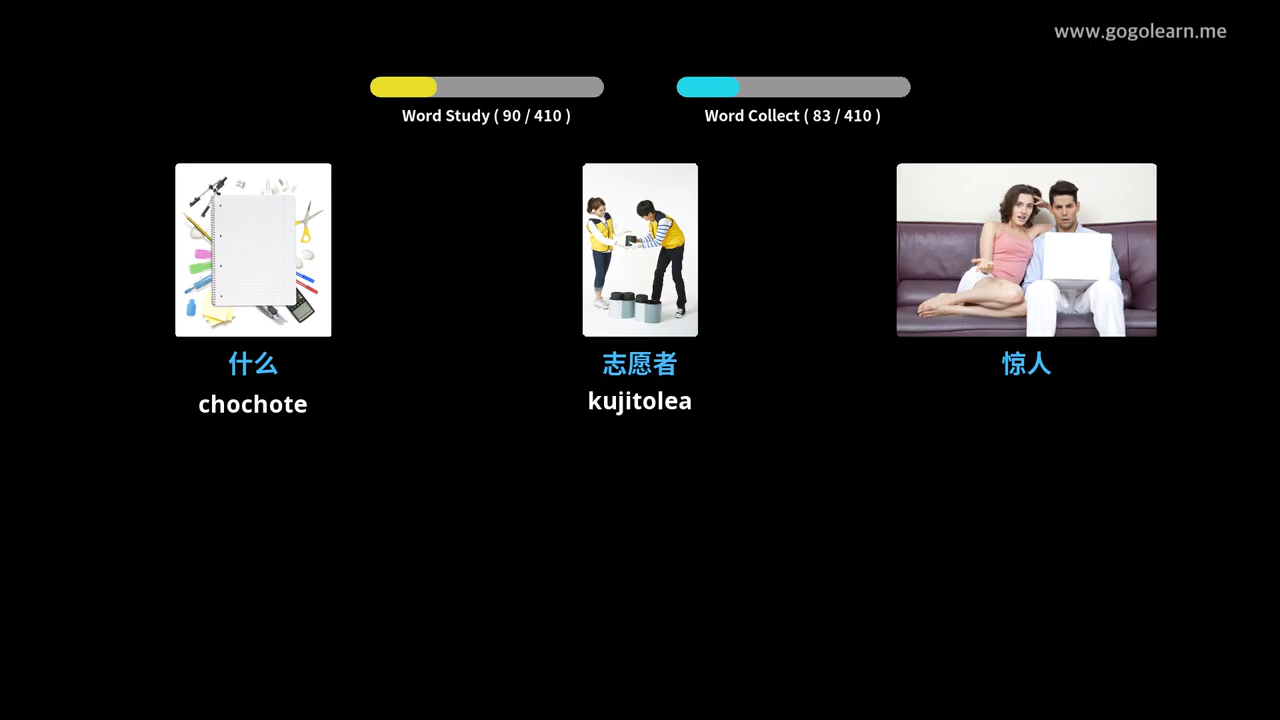 www.gogolearn.me
Word Study ( 90 / 410 )
Word Collect ( 83 / 410 )
什么
志愿者
惊人
chochote
kujitolea